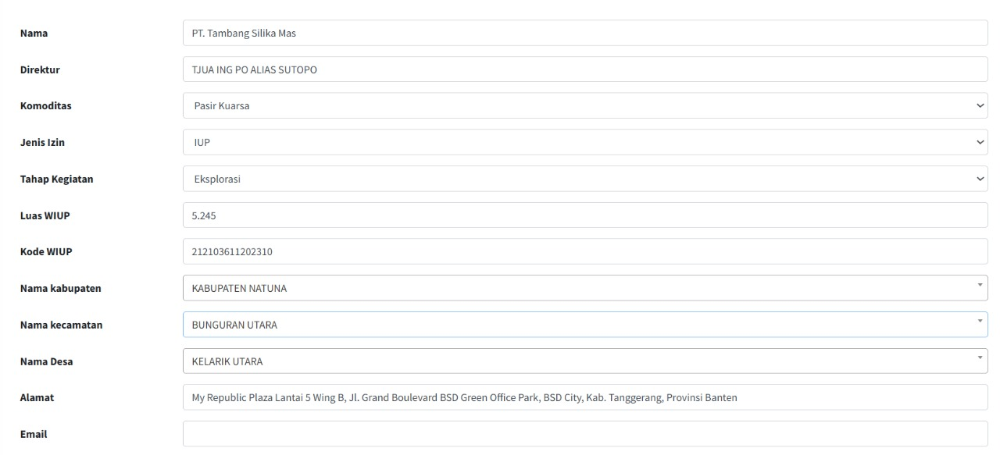 Nama PT. Tambang Silika Mas
Direktur TJUA ING PO ALIAS SUTOPO
Komoditas Pasir Kuarsa
Jenis Izin IUP
Tahap Kegiatan Eksplorasi
Luas WIUP 5.245
Kode WIUP 212103611202310
Nama kabupaten KABUPATEN NATUNA
Nama kecamatan BUNGURAN UTARA
Nama Desa KELARIK UTARA
Alamat My Republic Plaza Lantai 5 Wing B, Jl. Grand Boulevard BSD Green Office Park, BSD City, Kab. Tanggerang, Provinsi Banten
Email